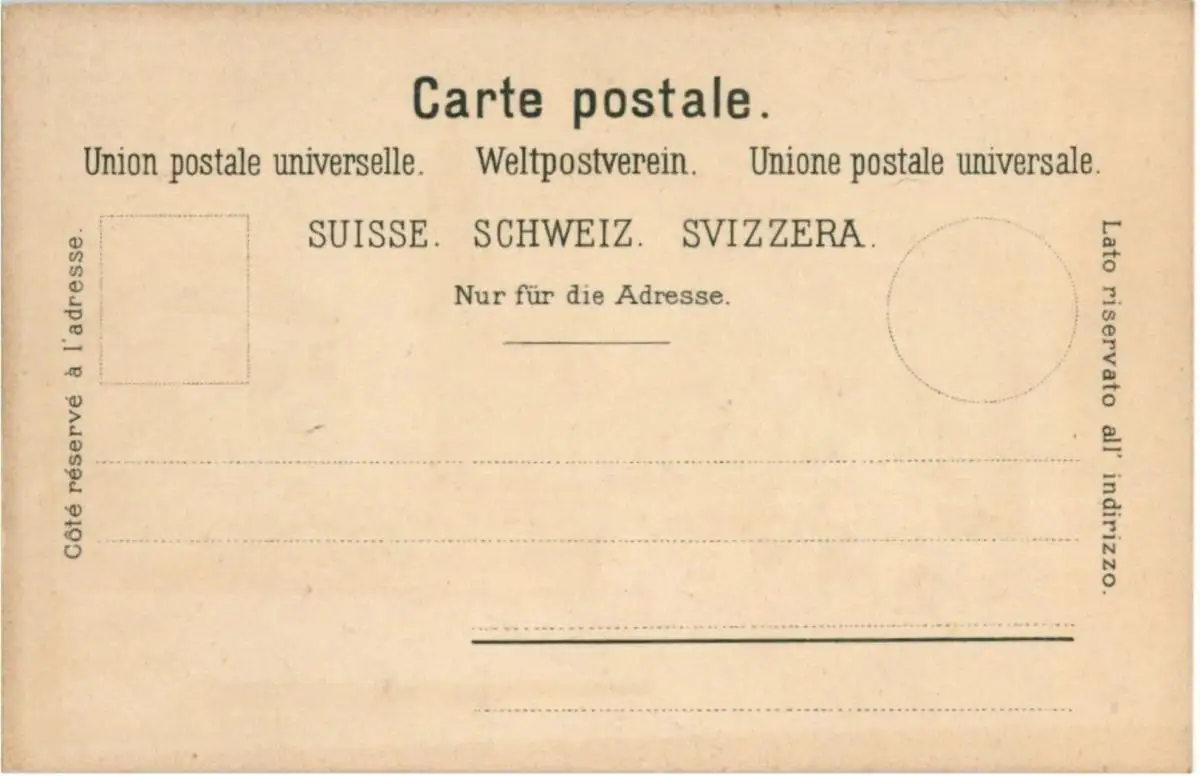 Carte postale.
Union postale universelle. Weltpostverein. Unione postale universale.
SUISSE. SCHWEIZ. SVIZZERA.
Nur für die Adresse.
Côté réservé à l'adresse.
Lato riservato all' indirizzo.